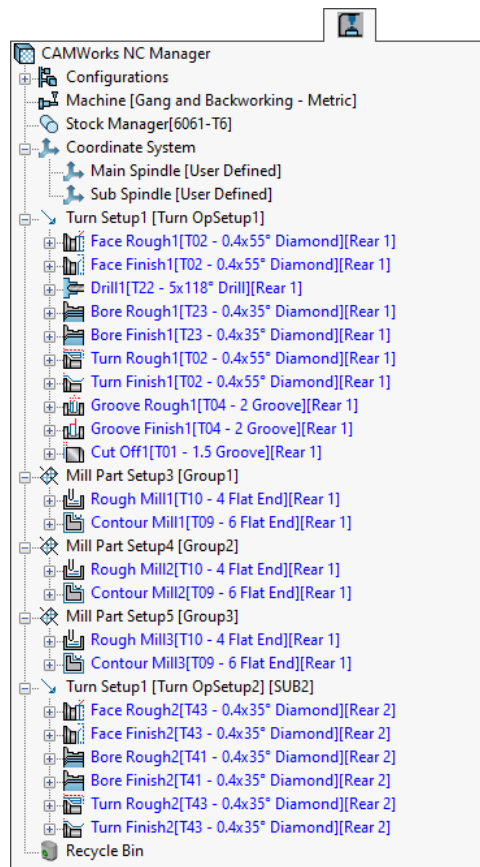 CAMWorks NC Manager
Configurations
Machine [Gang and Backworking - Metric]
Stock Manager[6061-T6]
Coordinate System
Main Spindle [User Defined]
Sub Spindle [User Defined]
Turn Setup1 [Turn OpSetup1]
Face Rough1[T02 - 0.4x55° Diamond][Rear 1]
Face Finish1[T02 - 0.4x55° Diamond][Rear 1]
Drill1[T22 - 5x118° Drill][Rear 1]
Bore Rough1[T23 - 0.4x35° Diamond][Rear 1]
Bore Finish1[T23 - 0.4x35° Diamond][Rear 1]
Turn Rough1[T02 - 0.4x55° Diamond][Rear 1]
Turn Finish1[T02 - 0.4x55° Diamond][Rear 1]
Groove Rough1[T04 - 2 Groove][Rear 1]
Groove Finish1[T04 - 2 Groove][Rear 1]
Cut Off1[T01 - 1.5 Groove][Rear 1]
Mill Part Setup3 [Group1]
Rough Mill1[T10 - 4 Flat End][Rear 1]
Contour Mill1[T09 - 6 Flat End][Rear 1]
Mill Part Setup4 [Group2]
Rough Mill2[T10 - 4 Flat End][Rear 1]
Contour Mill2[T09 - 6 Flat End][Rear 1]
Mill Part Setup5 [Group3]
Rough Mill3[T10 - 4 Flat End][Rear 1]
Contour Mill3[T09 - 6 Flat End][Rear 1]
Turn Setup1 [Turn OpSetup2] [SUB2]
Face Rough2[T43 - 0.4x35° Diamond][Rear 2]
Face Finish2[T43 - 0.4x35° Diamond][Rear 2]
Bore Rough2[T41 - 0.4x35° Diamond][Rear 2]
Bore Finish2[T41 - 0.4x35° Diamond][Rear 2]
Turn Rough2[T43 - 0.4x35° Diamond][Rear 2]
Turn Finish2[T43 - 0.4x35° Diamond][Rear 2]
Recycle Bin